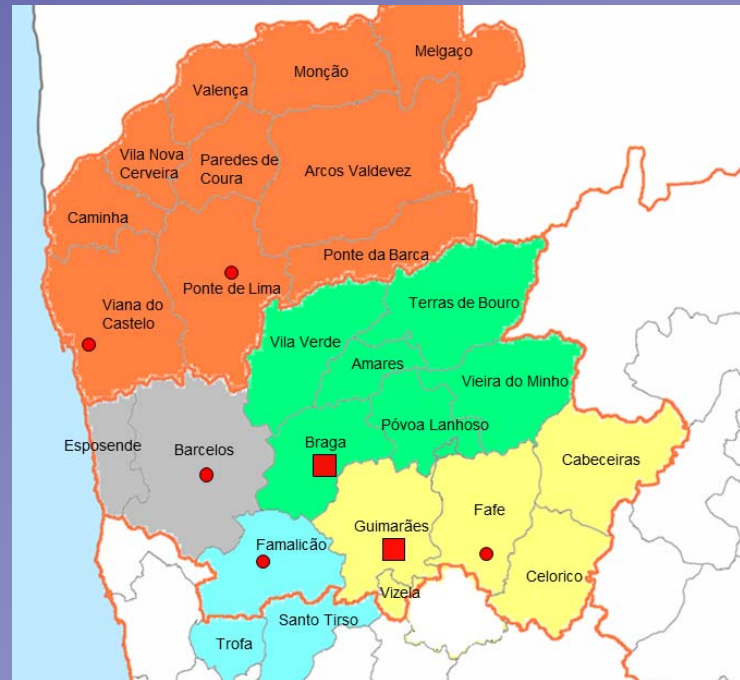 Melgaço
Monção
Valença
Vila Nova
Cerveira
Paredes de
Coura
Arcos Valdevez
Caminha
Ponte da Barca
Ponte de Lima
Viana do
Castelo
Terras de Bouro
Vila Verde
Amares
Vieira do Minho
Póvoa Lanhoso
Esposende
Barcelos
Braga
Cabeceiras
Guimarães
Fafe
Famalicão
Celorico
Vizela
Santo Tirso
Trofa